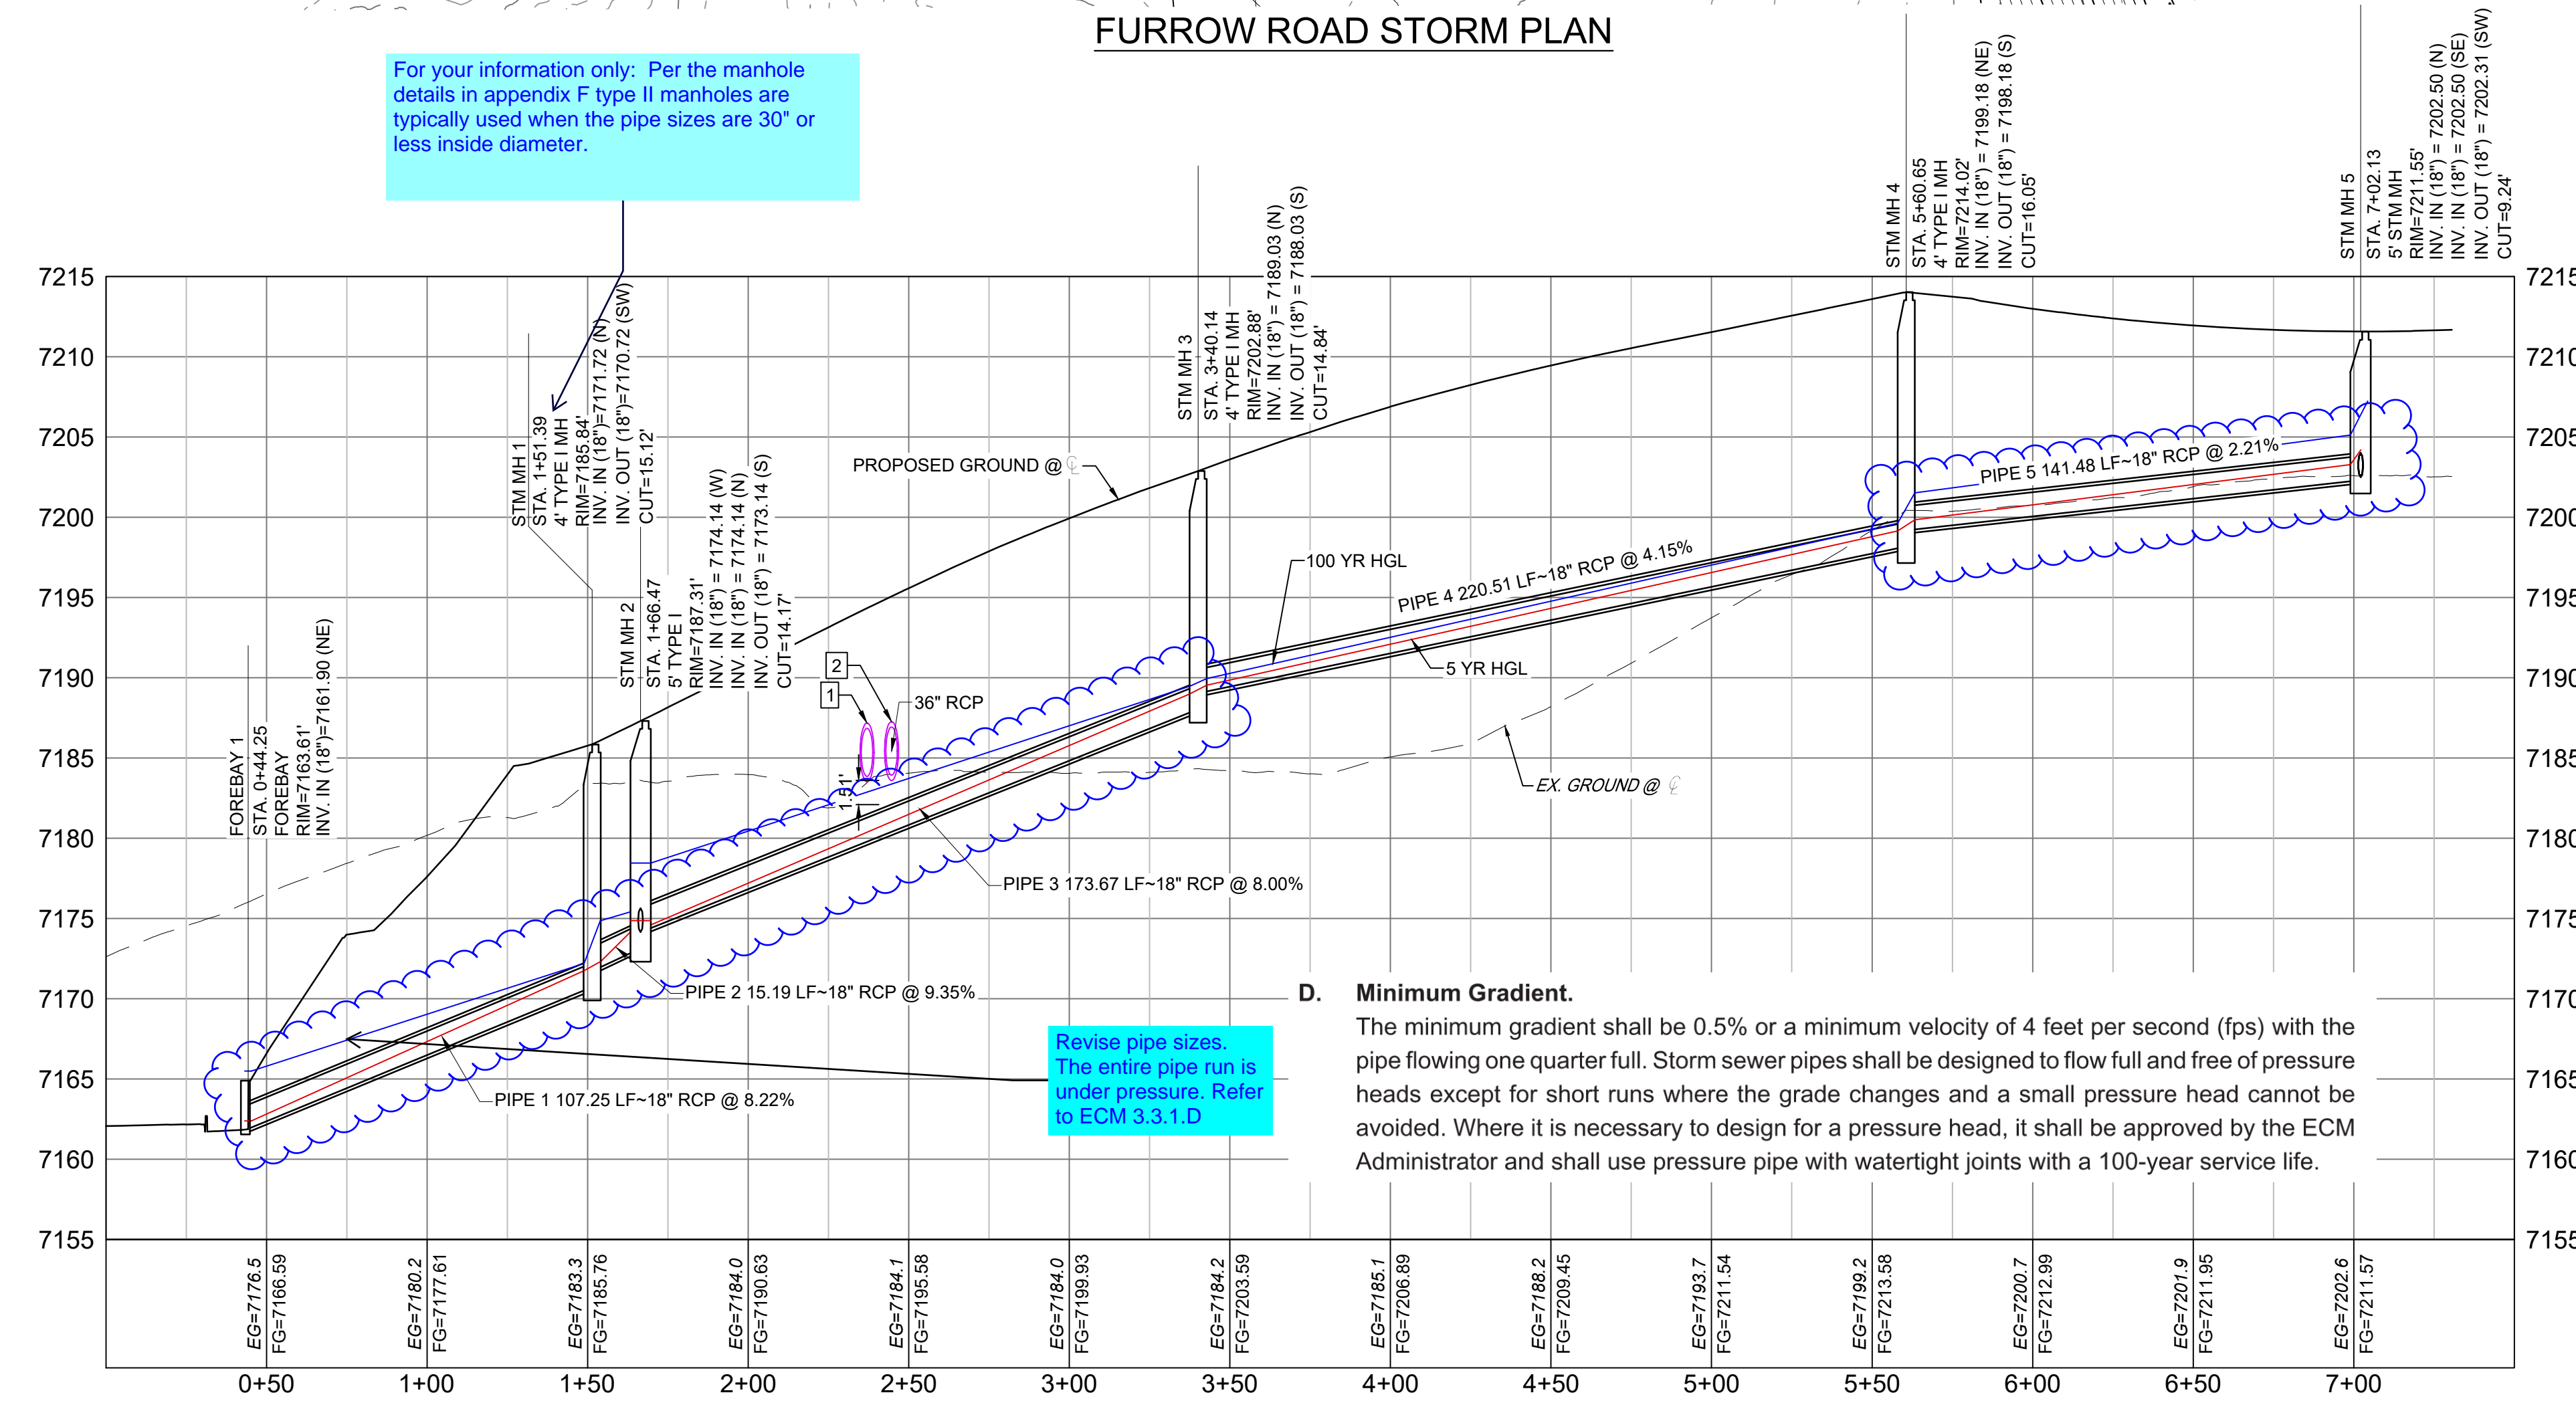 FURROW ROAD STORM PLAN
For your information only: Per the manhole
details in appendix F type II manholes are
typically used when the pipe sizes are 30" or
less inside diameter.
FOREBAY 1
STA. 0+44.25
FOREBAY
RIM=7163.61'
INV. IN (18")=7161.90 (NE)
STM MH 1
STA. 1+51.39
4' TYPE I MH
RIM=7185.84'
INV. IN (18")=7171.72 (N)
INV. OUT (18")=7170.72 (SW)
CUT=15.12'
STM MH 2
STA. 1+66.47
5' TYPE I
RIM=7187.31'
INV. IN (18") = 7174.14 (W)
INV. IN (18") = 7174.14 (N)
INV. OUT (18") = 7173.14 (S)
CUT=14.17'
STM MH 3
STA. 3+40.14
4' TYPE I MH
RIM=7202.88'
INV. IN (18") = 7189.03 (N)
INV. OUT (18") = 7188.03 (S)
CUT=14.84'
STM MH 4
STA. 5+60.65
4' TYPE I MH
RIM=7214.02'
INV. IN (18") = 7199.18 (NE)
INV. OUT (18") = 7198.18 (S)
CUT=16.05'
STM MH 5
STA. 7+02.13
5' STM MH
RIM=7211.55'
INV. IN (18") = 7202.50 (N)
INV. IN (18") = 7202.50 (SE)
INV. OUT (18") = 7202.31 (SW)
CUT=9.24'
7215
7210
7205
7200
7195
7190
7185
7180
7175
7170
7165
7160
7155
7215
7210
7205
7200
7195
7190
7185
7180
7175
7170
7165
7160
7155
PROPOSED GROUND @ ℄
PIPE 5 141.48 LF~18" RCP @ 2.21%
PIPE 4 220.51 LF~18" RCP @ 4.15%
100 YR HGL
5 YR HGL
2
1
36" RCP
1.51'
EX. GROUND @ ℄
PIPE 3 173.67 LF~18" RCP @ 8.00%
PIPE 2 15.19 LF~18" RCP @ 9.35%
PIPE 1 107.25 LF~18" RCP @ 8.22%
Revise pipe sizes.
The entire pipe run is
under pressure. Refer
to ECM 3.3.1.D
D. Minimum Gradient.
The minimum gradient shall be 0.5% or a minimum velocity of 4 feet per second (fps) with the
pipe flowing one quarter full. Storm sewer pipes shall be designed to flow full and free of pressure
heads except for short runs where the grade changes and a small pressure head cannot be
avoided. Where it is necessary to design for a pressure head, it shall be approved by the ECM
Administrator and shall use pressure pipe with watertight joints with a 100-year service life.
EG=7176.5
FG=7166.59
EG=7180.2
FG=7177.61
EG=7183.3
FG=7185.76
EG=7184.0
FG=7190.63
EG=7184.1
FG=7195.58
EG=7184.0
FG=7199.93
EG=7184.2
FG=7203.59
EG=7185.1
FG=7206.89
EG=7188.2
FG=7209.45
EG=7193.7
FG=7211.54
EG=7199.2
FG=7213.58
EG=7200.7
FG=7212.99
EG=7201.9
FG=7211.95
EG=7202.6
FG=7211.57
0+50
1+00
1+50
2+00
2+50
3+00
3+50
4+00
4+50
5+00
5+50
6+00
6+50
7+00